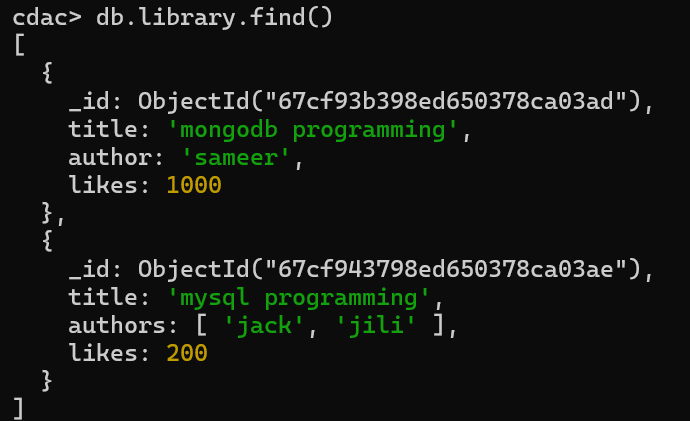 cdac> db.library.find()
[
  {
    _id: ObjectId("67cf93b398ed650378ca03ad"),
    title: 'mongodb programming',
    author: 'sameer',
    likes: 1000
  },
  {
    _id: ObjectId("67cf943798ed650378ca03ae"),
    title: 'mysql programming',
    authors: [ 'jack', 'jili' ],
    likes: 200
  }
]